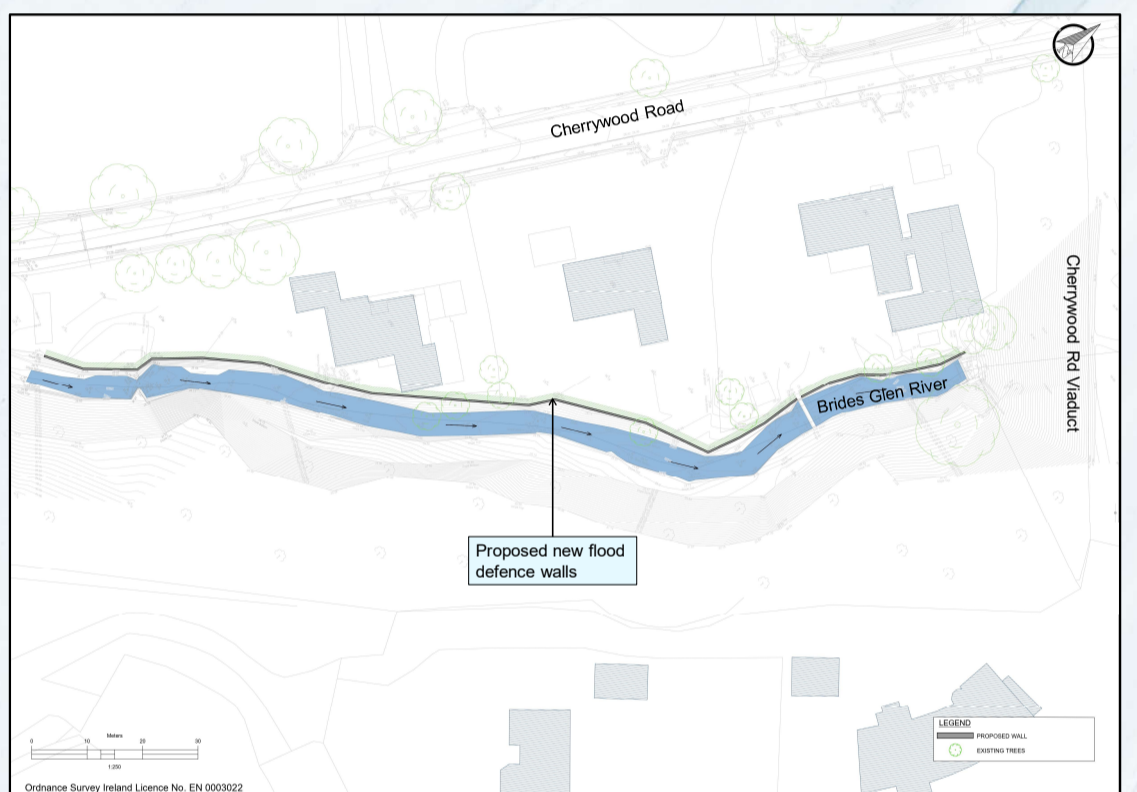 Cherrywood Road
Cherrywood Rd Viaduct
Brides Glen River
Proposed new flood
defence walls
Meters
0 10 20 30
1:250
Ordnance Survey Ireland Licence No. EN 0003022
LEGEND
PROPOSED WALL
EXISTING TREES